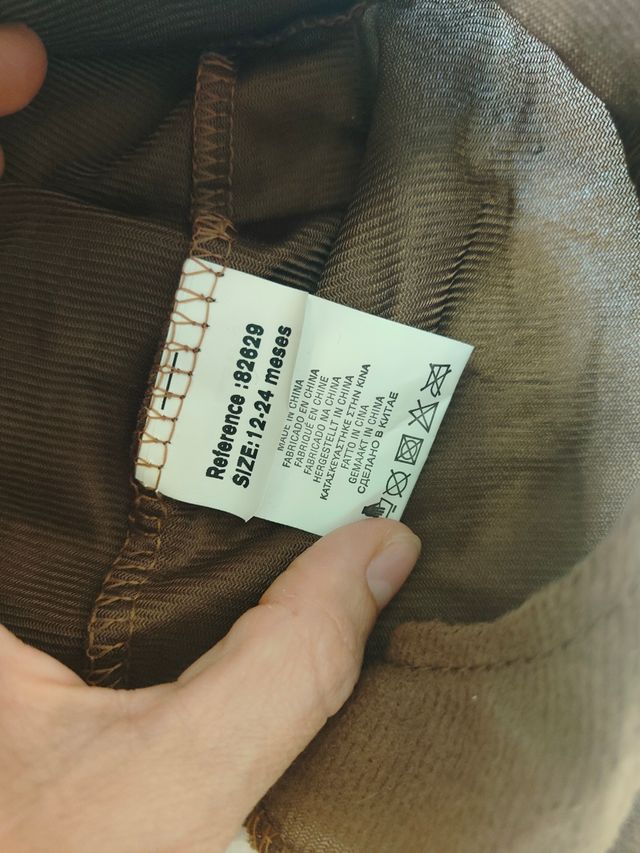 Reference :82629
SIZE:12-24 meses
MADE IN CHINA
FABRICADO EN CHINA
FABRIQUÉ EN CHINE
FABRICADO NA CHINA
HERGESTELLT IN CHINA
ΚΑΤΑΣΚΕΥΑΣΤΗΚΕ ΣΤΗΝ ΚΙΝΑ
FATTO IN CINA
GEMAAKT IN CHINA
СДЕЛАНО В КИТАЕ